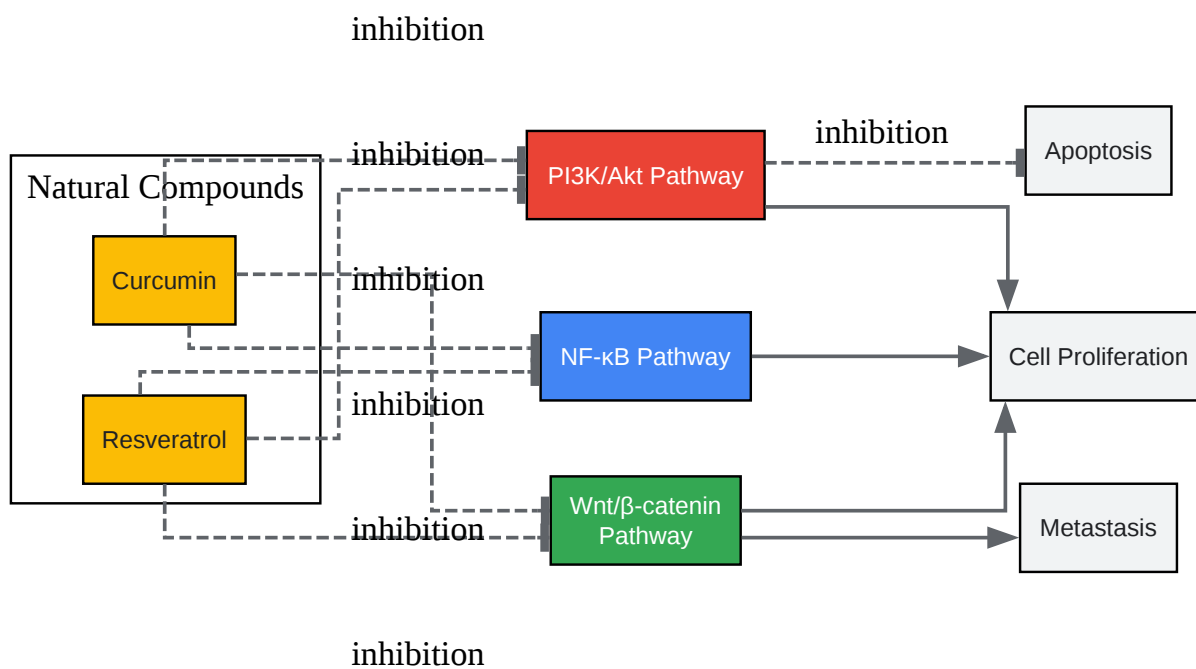 inhibition
inhibition
inhibition
Apoptosis
PI3K/Akt Pathway
Natural Compounds
Curcumin
inhibition
NF-κB Pathway
Cell Proliferation
inhibition
Resveratrol
Wnt/β-catenin
Pathway
inhibition
Metastasis
inhibition